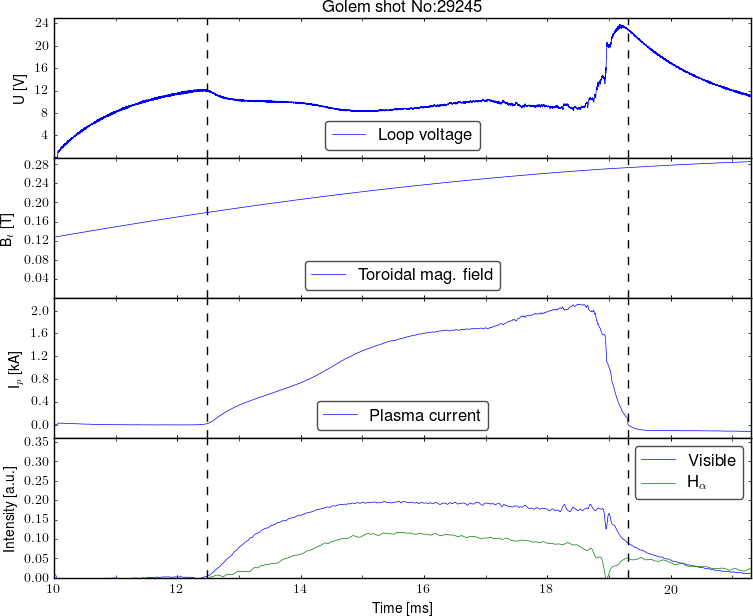 Golem shot No:29245
U [V]
24
20
16
12
8
4
Loop voltage
Bt [T]
0.28
0.24
0.20
0.16
0.12
0.08
0.04
Toroidal mag. field
Ip [kA]
2.0
1.6
1.2
0.8
0.4
0.0
Plasma current
Intensity [a.u.]
0.35
0.30
0.25
0.20
0.15
0.10
0.05
0.00
Visible
Hα
10 12 14 16 18 20
Time [ms]